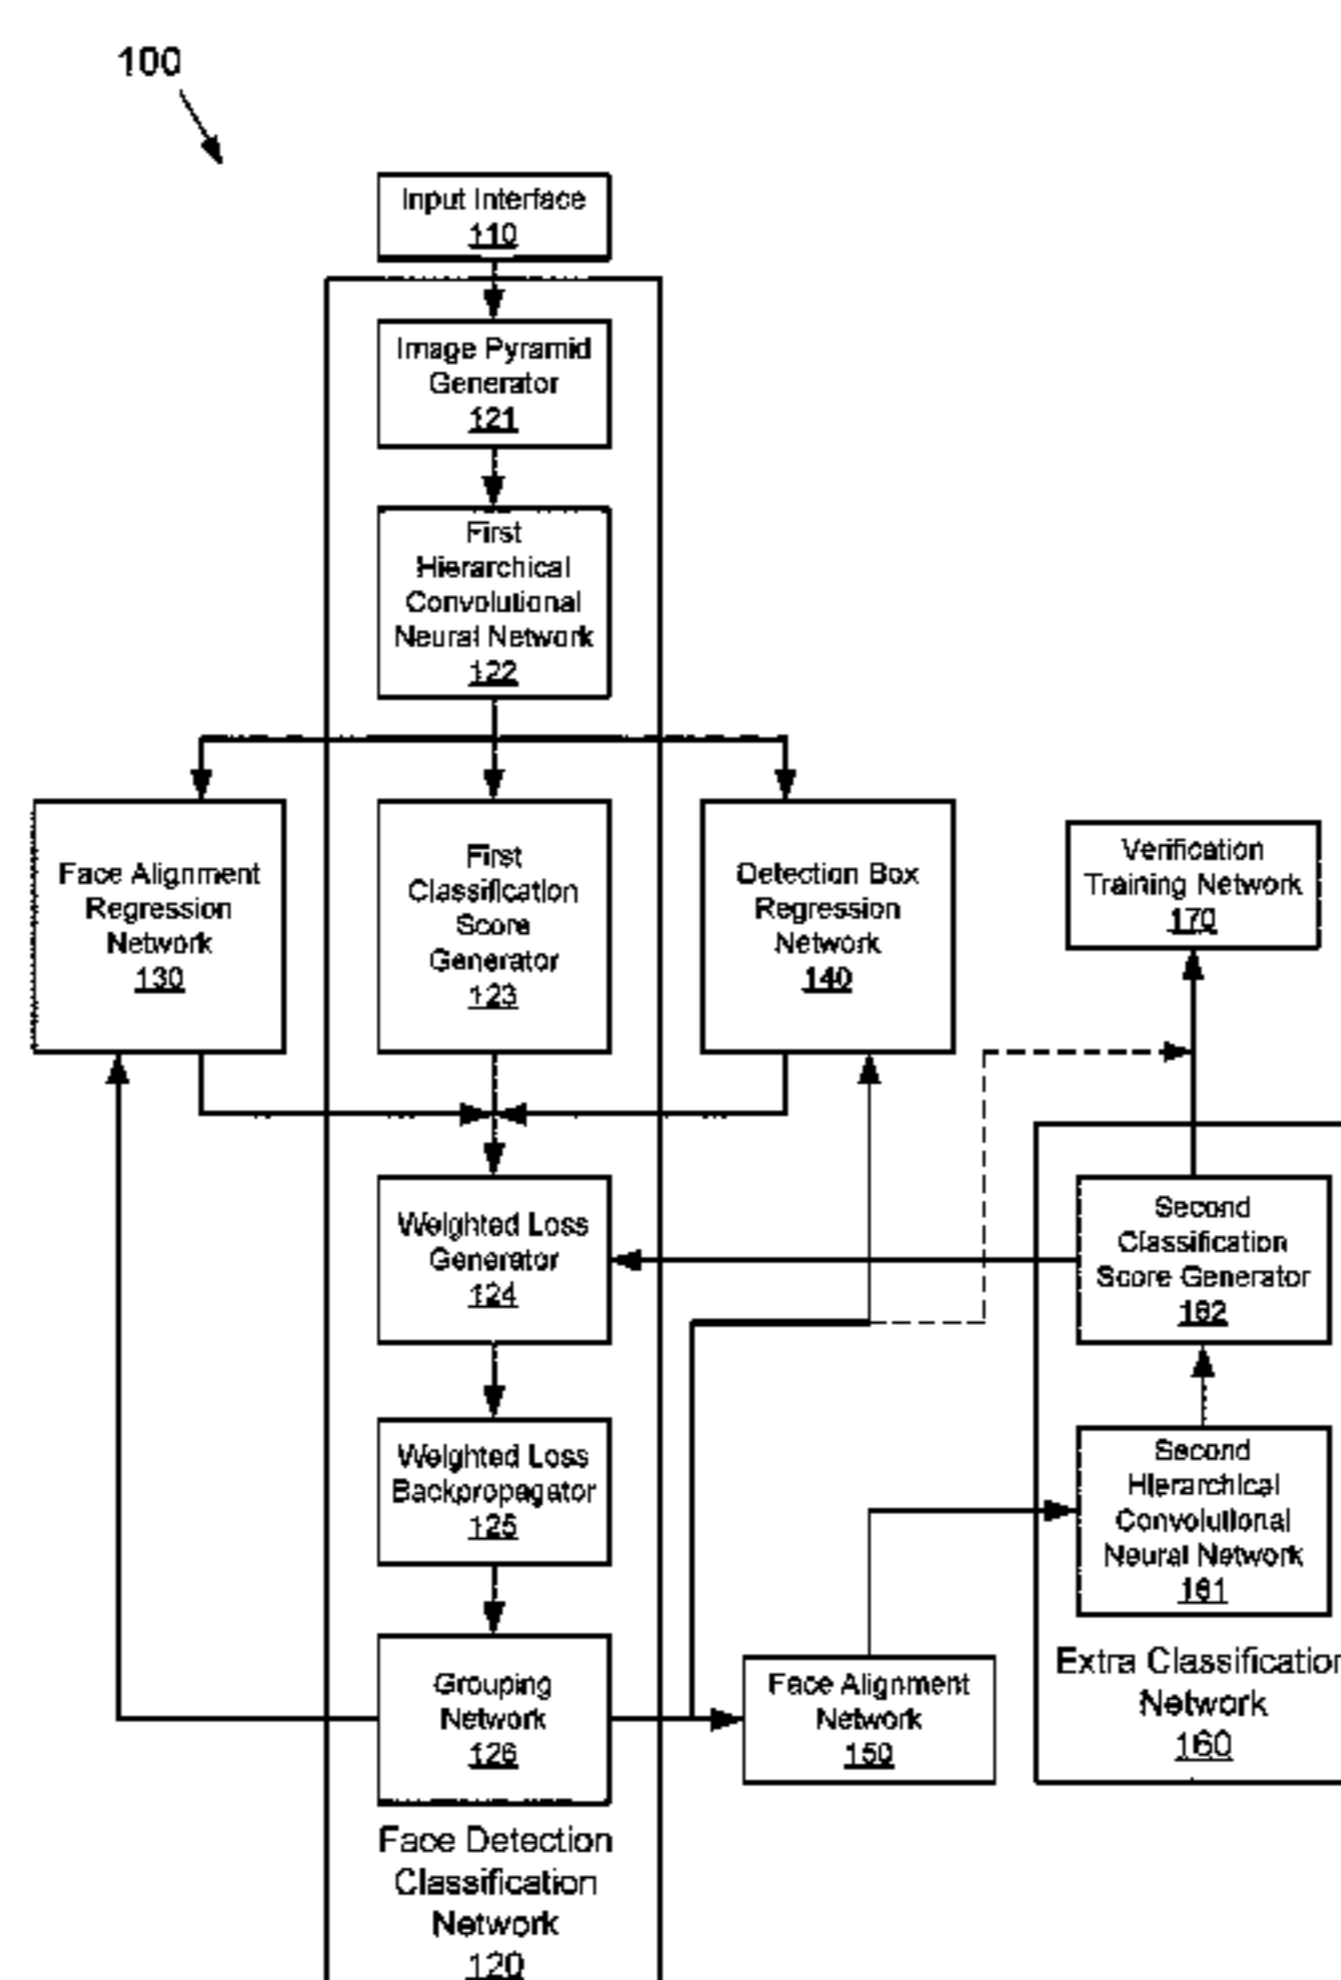 100
Input Interface
110
Image Pyramid
Generator
121
First
Hierarchical
Convolutional
Neural Network
122
Face Alignment
Regression
Network
130
First
Classification
Score
Generator
123
Detection Box
Regression
Network
140
Verification
Training Network
170
Weighted Loss
Generator
124
Second
Classification
Score Generator
162
Weighted Loss
Backpropagator
125
Second
Hierarchical
Convolutional
Neural Network
161
Grouping
Network
126
Face Alignment
Network
150
Extra Classification
Network
160
Face Detection
Classification
Network
120